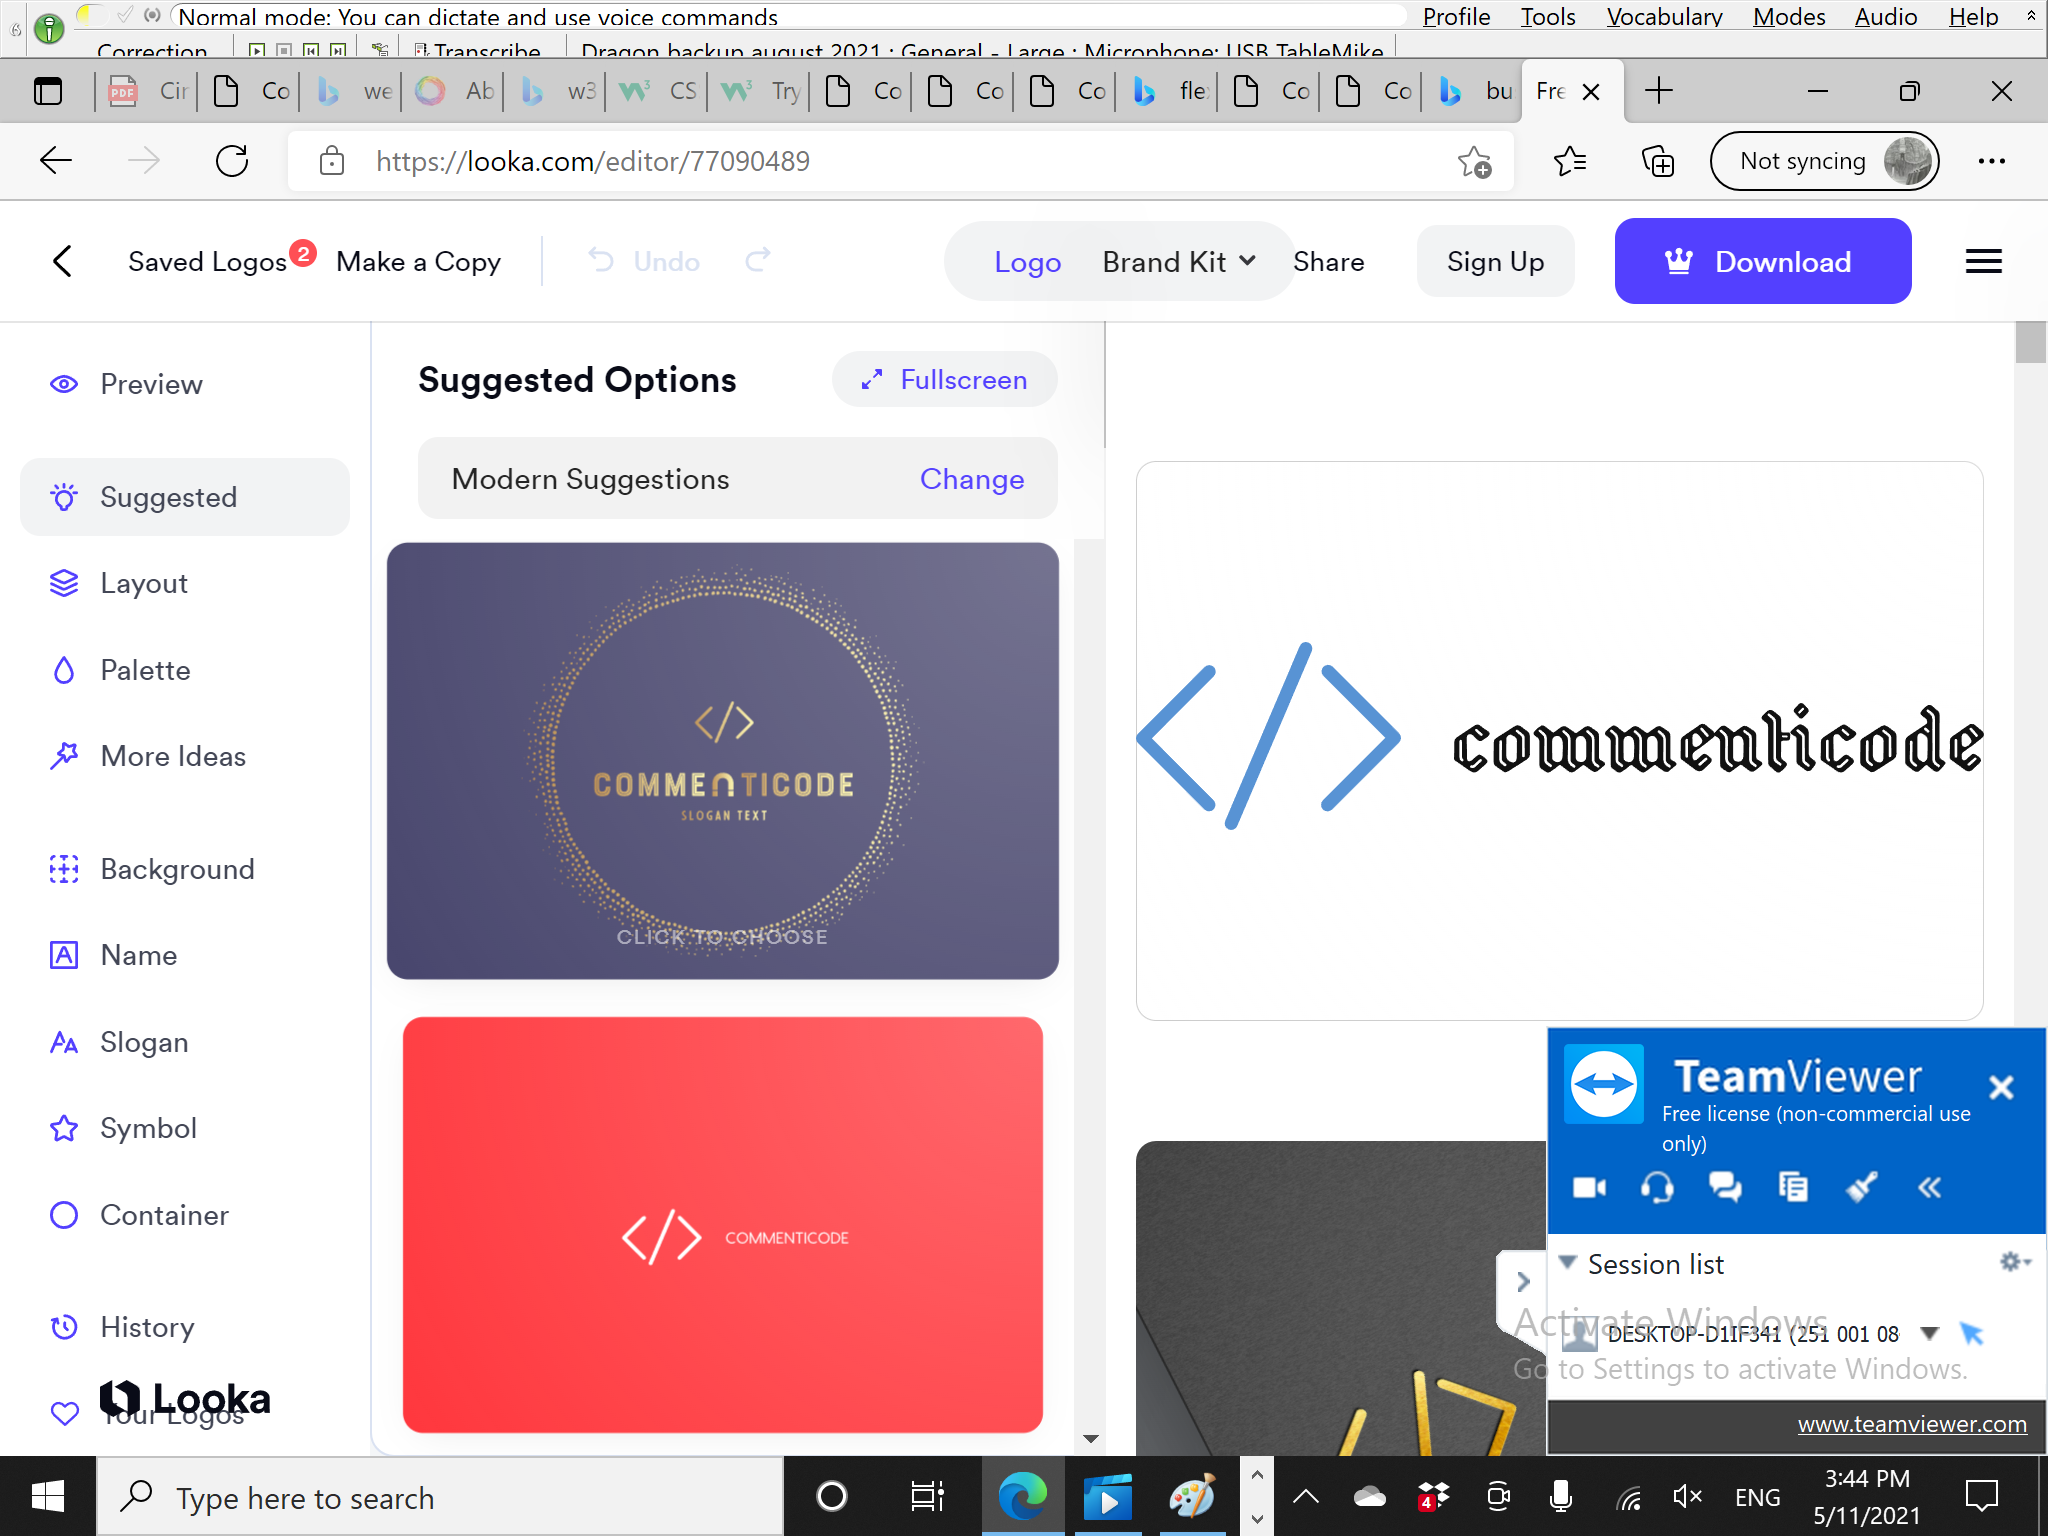 Normal mode: You can dictate and use voice commands
Profile Tools Vocabulary Modes Audio Help
Correction Transcribe Dragon backup august 2021 : General - Large : Microphone: USB TableMike
PDF Cir Co we Ab w3 CS Try Co Co Co fle Co Co bu Fre
https://looka.com/editor/77090489
Not syncing
Saved Logos 2 Make a Copy Undo Logo Brand Kit Share Sign Up Download
Preview
Suggested
Layout
Palette
More Ideas
Background
Name
Slogan
Symbol
Container
History
Your Logos
Looka
Suggested Options Fullscreen
Modern Suggestions Change
</>
COMMENTICODE
SLOGAN TEXT
CLICK TO CHOOSE
</> COMMENTICODE
</> commenticode
TeamViewer
Free license (non-commercial use
only)
Session list
DESKTOP-D1IF341 (251 001 08
Activate Windows
Go to Settings to activate Windows.
www.teamviewer.com
Type here to search
4
ENG
3:44 PM
5/11/2021